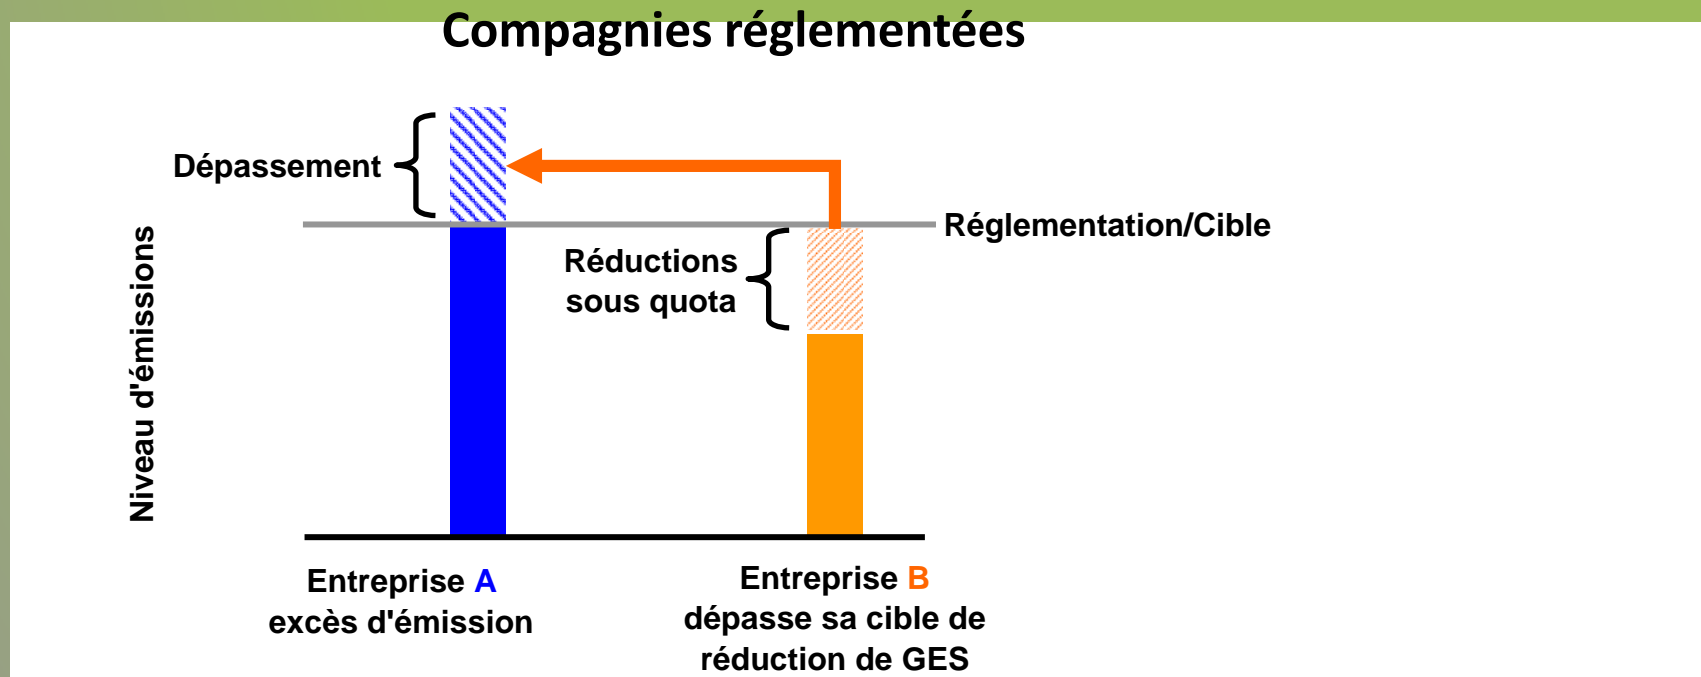 Compagnies réglementées
Dépassement
Réglementation/Cible
Réductions
sous quota
Niveau d'émissions
Entreprise A
excès d'émission
Entreprise B
dépasse sa cible de
réduction de GES